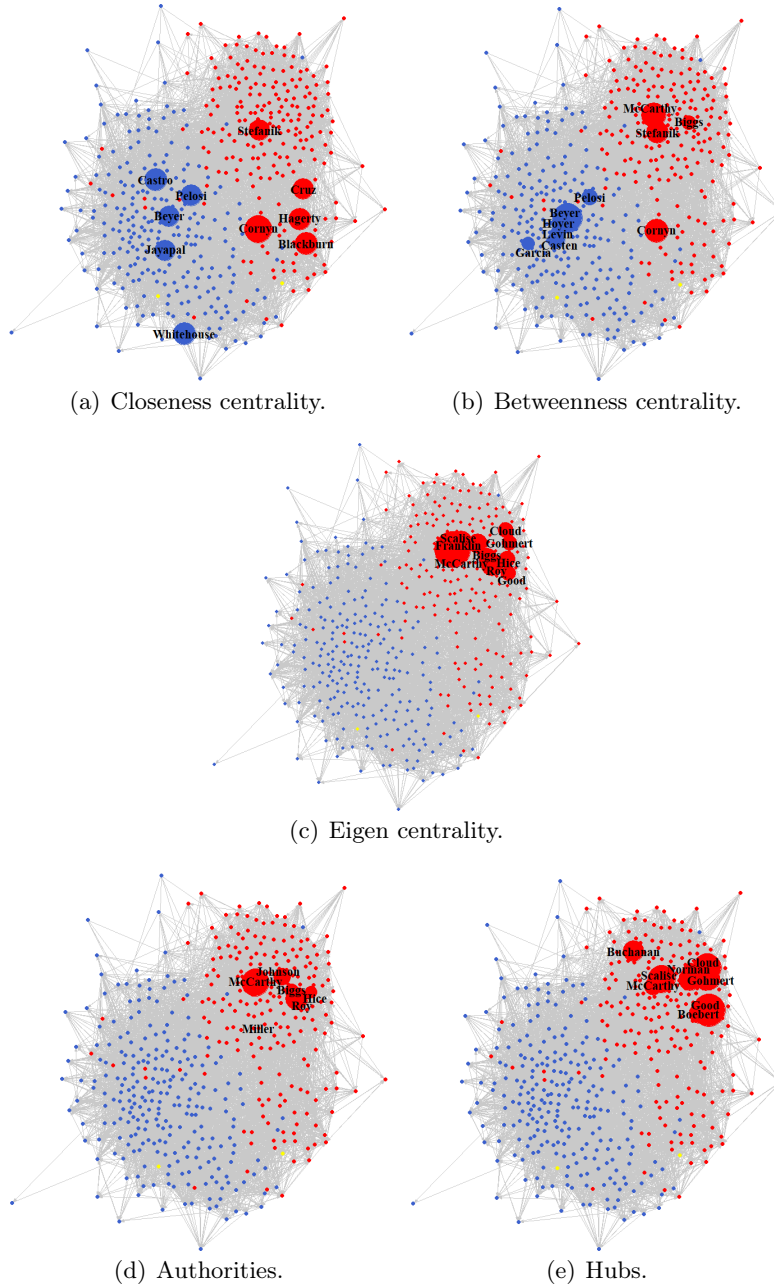 Stefanik
Castro
Pelosi
Cruz
Beyer
Hagerty
Cornyn
Jayapal
Blackburn
Whitehouse
(a) Closeness centrality.
McCarthy
Biggs
Stefanik
Pelosi
Beyer
Hoyer
Cornyn
Levin
Casten
Garcia
(b) Betweenness centrality.
Cloud
Scalise
Franklin
Gohmert
Biggs
McCarthy
Hice
Roy
Good
(c) Eigen centrality.
Johnson
McCarthy
Biggs
Hice
Roy
Miller
(d) Authorities.
Buchanan
Cloud
Norman
Scalise
Gohmert
McCarthy
Good
Boebert
(e) Hubs.